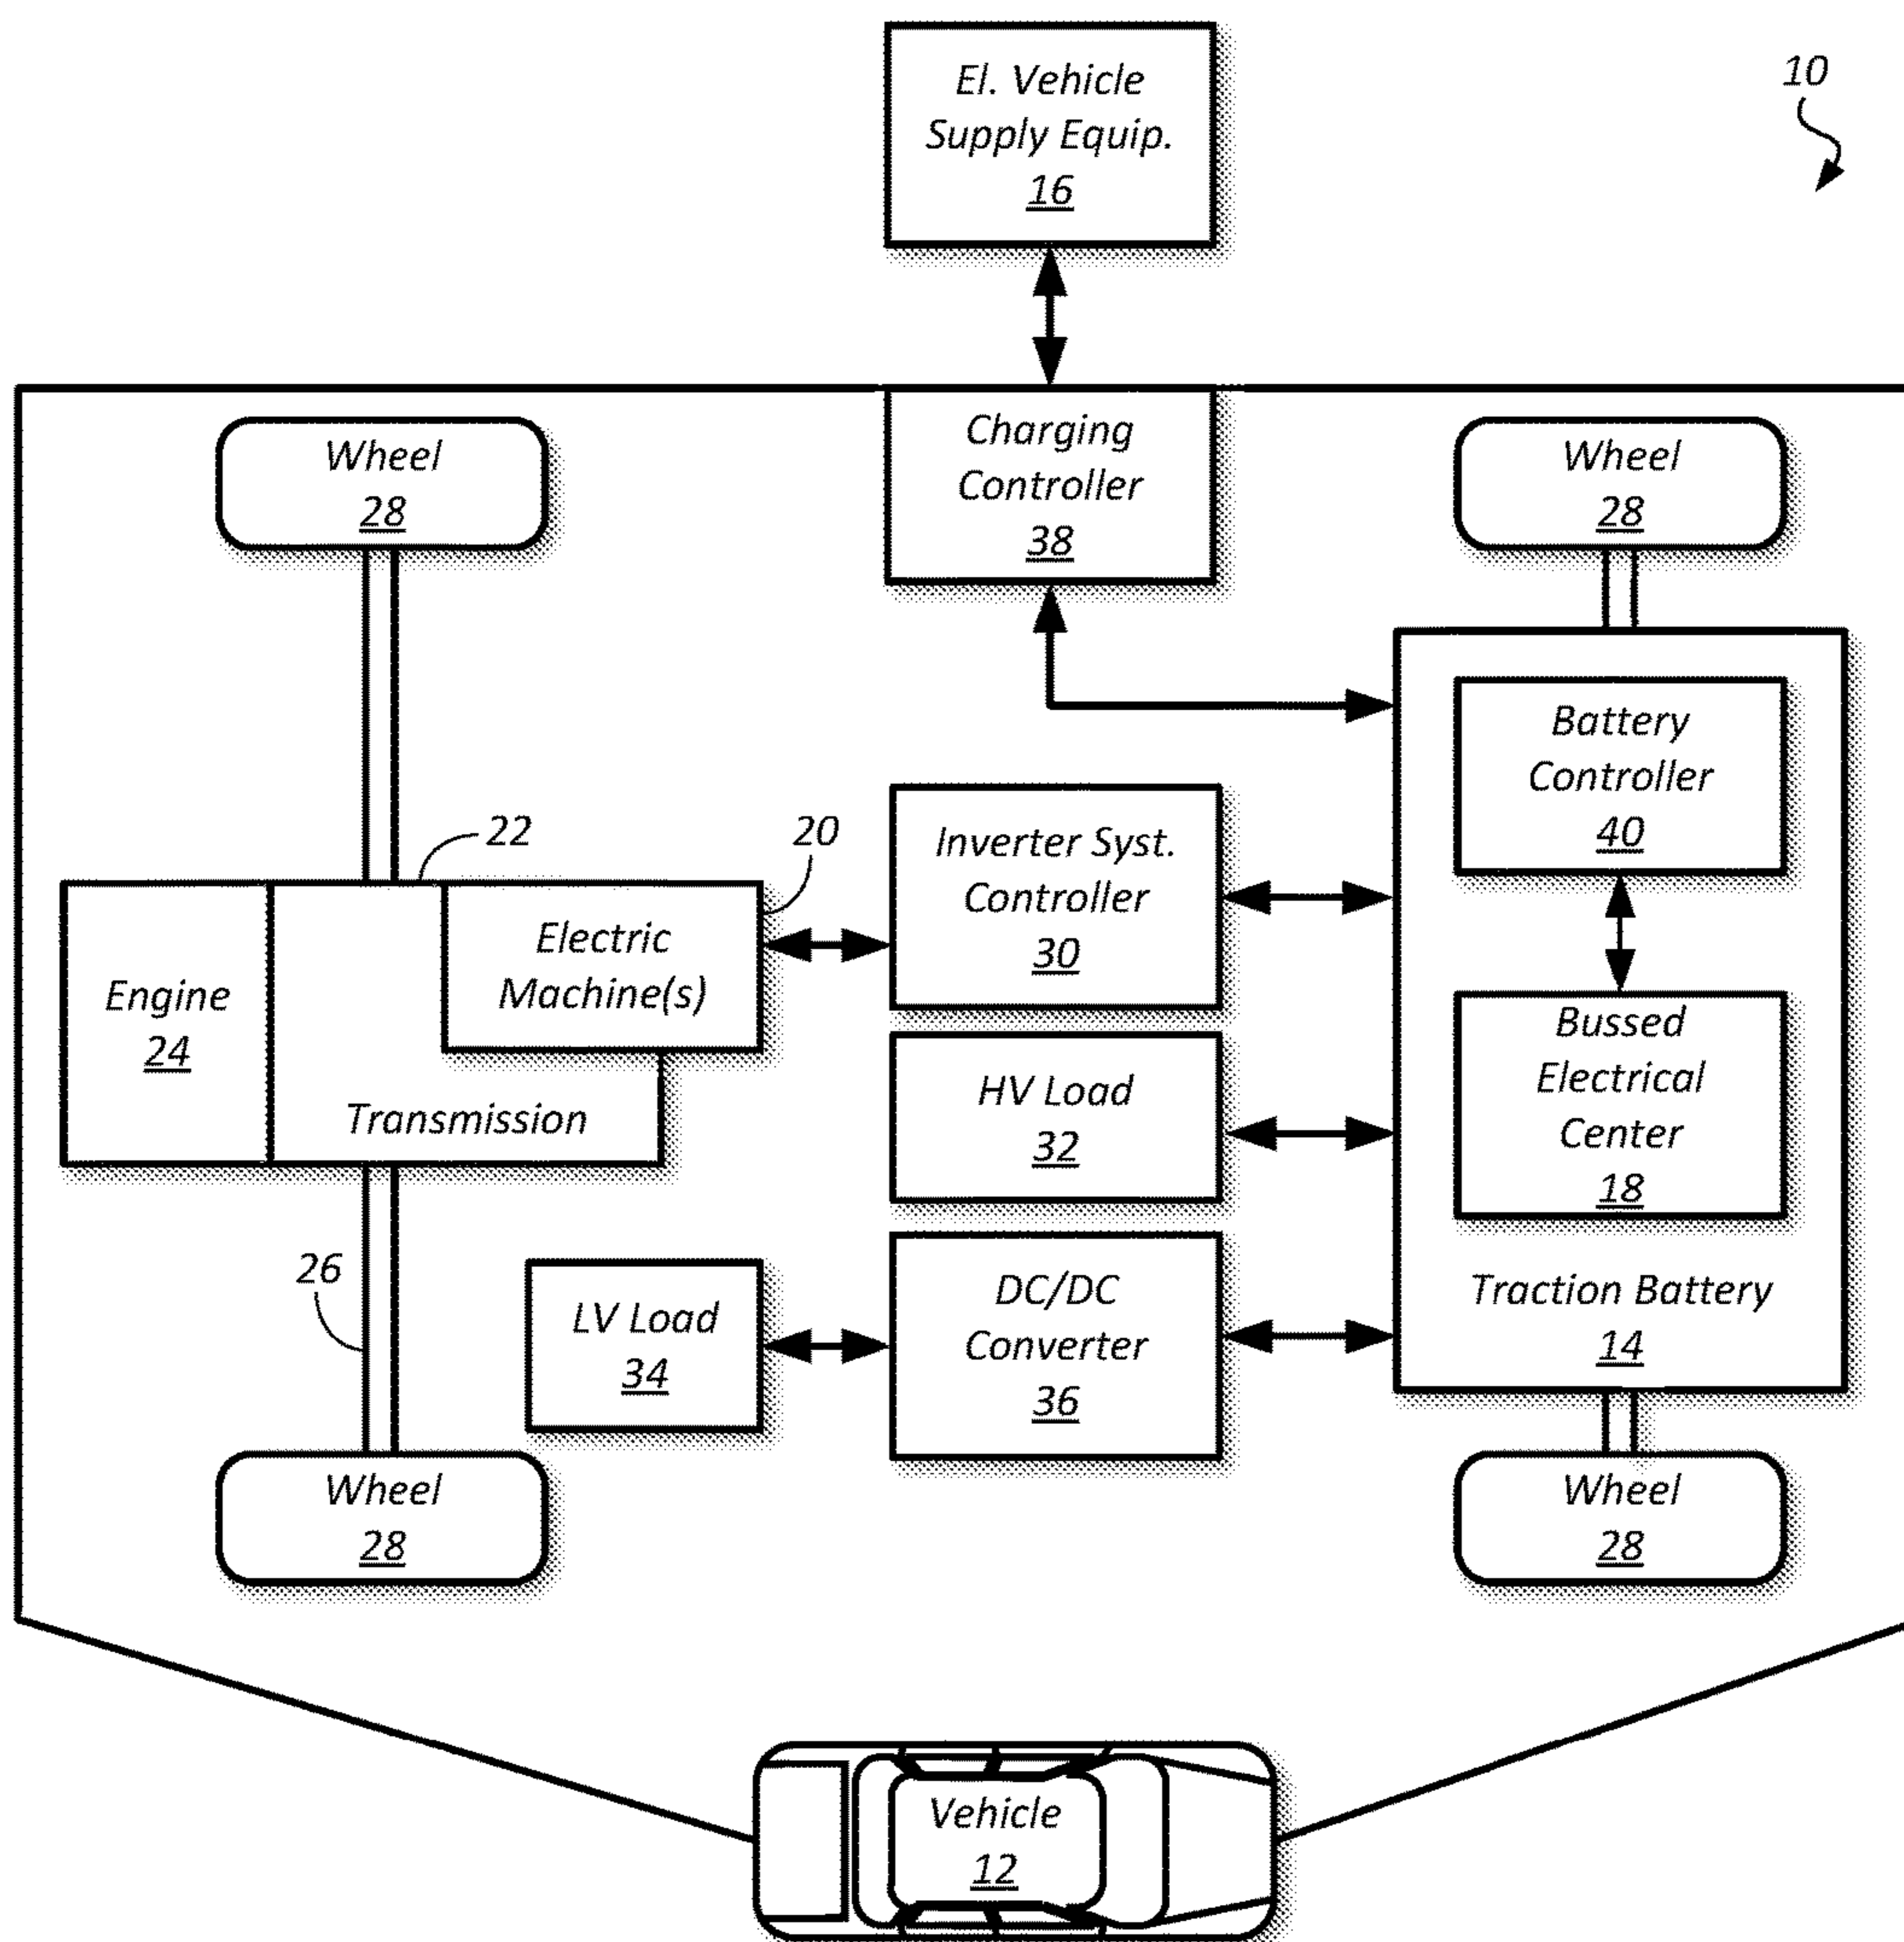 El. Vehicle
Supply Equip.
16
10
Wheel
28
Charging
Controller
38
Wheel
28
Battery
Controller
40
22
20
Inverter Syst.
Controller
30
Electric
Machine(s)
Engine
24
Transmission
HV Load
32
Bussed
Electrical
Center
18
26
LV Load
34
DC/DC
Converter
36
Traction Battery
14
Wheel
28
Wheel
28
Vehicle
12